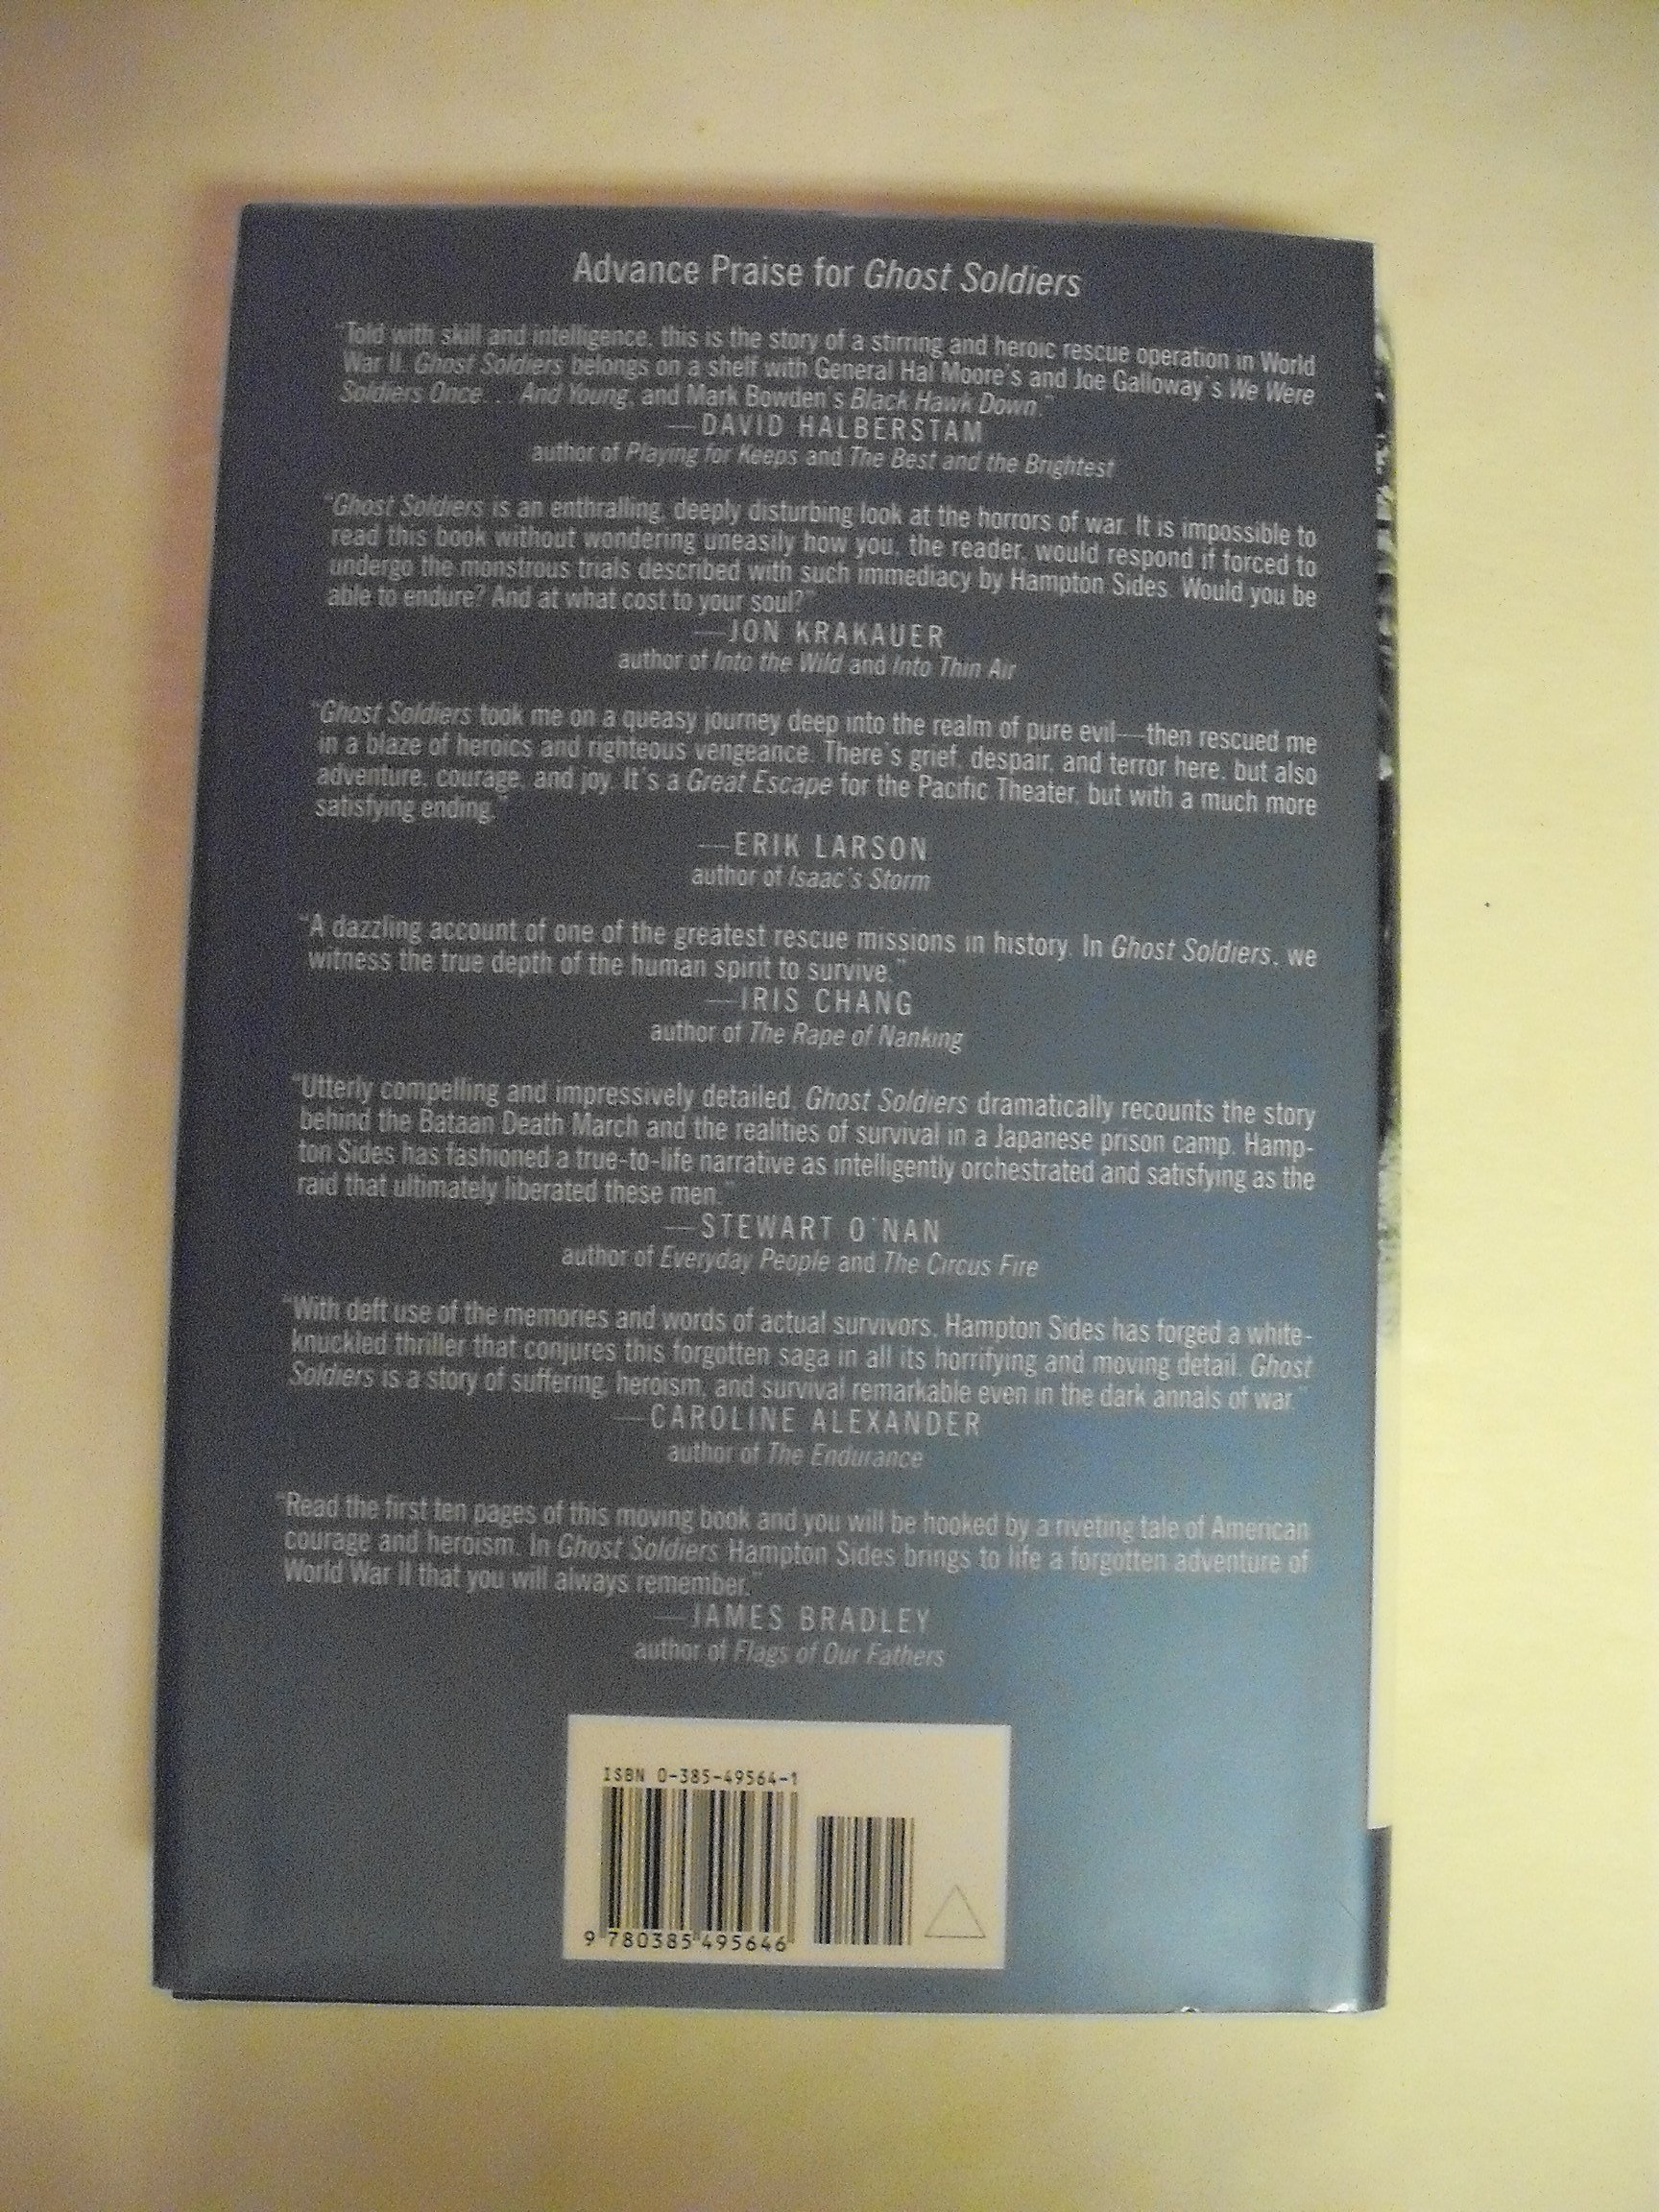 Advance Praise for Ghost Soldiers
"Told with skill and intelligence, this is the story of a stirring and heroic rescue operation in World
War II. Ghost Soldiers belongs on a shelf with General Hal Moore's and Joe Galloway's We Were
Soldiers Once. . . And Young, and Mark Bowden's Black Hawk Down."
—DAVID HALBERSTAM
author of Playing for Keeps and The Best and the Brightest
"Ghost Soldiers is an enthralling, deeply disturbing look at the horrors of war. It is impossible to
read this book without wondering uneasily how you, the reader, would respond if forced to
undergo the monstrous trials described with such immediacy by Hampton Sides. Would you be
able to endure? And at what cost to your soul?"
—JON KRAKAUER
author of Into the Wild and Into Thin Air
"Ghost Soldiers took me on a queasy journey deep into the realm of pure evil—then rescued me
in a blaze of heroics and righteous vengeance. There's grief, despair, and terror here, but also
adventure, courage, and joy. It's a Great Escape for the Pacific Theater, but with a much more
satisfying ending."
—ERIK LARSON
author of Isaac's Storm
"A dazzling account of one of the greatest rescue missions in history. In Ghost Soldiers, we
witness the true depth of the human spirit to survive."
—IRIS CHANG
author of The Rape of Nanking
"Utterly compelling and impressively detailed, Ghost Soldiers dramatically recounts the story
behind the Bataan Death March and the realities of survival in a Japanese prison camp. Hamp-
ton Sides has fashioned a true-to-life narrative as intelligently orchestrated and satisfying as the
raid that ultimately liberated these men."
—STEWART O'NAN
author of Everyday People and The Circus Fire
"With deft use of the memories and words of actual survivors, Hampton Sides has forged a white-
knuckled thriller that conjures this forgotten saga in all its horrifying and moving detail. Ghost
Soldiers is a story of suffering, heroism, and survival remarkable even in the dark annals of war."
—CAROLINE ALEXANDER
author of The Endurance
"Read the first ten pages of this moving book and you will be hooked by a riveting tale of American
courage and heroism. In Ghost Soldiers Hampton Sides brings to life a forgotten adventure of
World War II that you will always remember."
—JAMES BRADLEY
author of Flags of Our Fathers
ISBN 0-385-49564-1
9 780385 495646